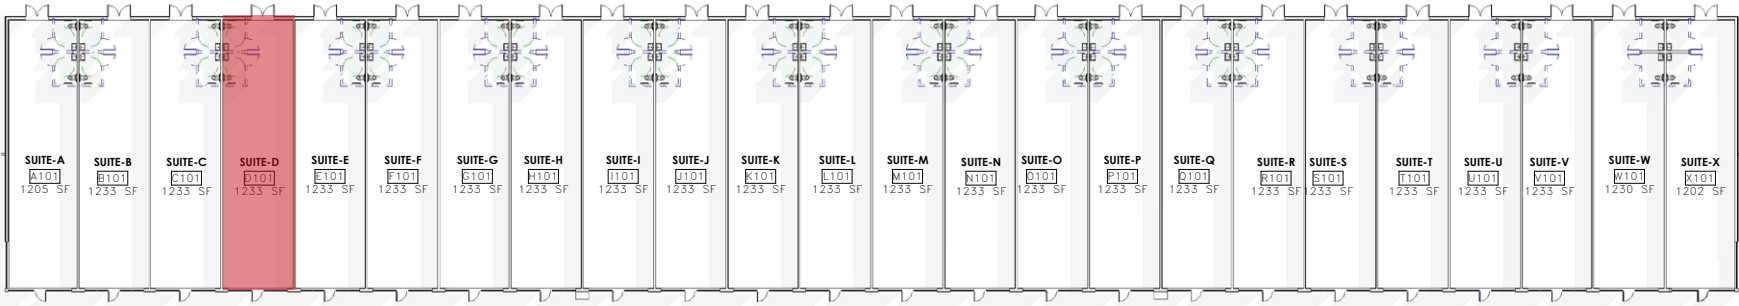 SUITE-A
A101
1205 SF
SUITE-B
B101
1233 SF
SUITE-C
C101
1233 SF
SUITE-D
D101
1233 SF
SUITE-E
E101
1233 SF
SUITE-F
F101
1233 SF
SUITE-G
G101
1233 SF
SUITE-H
H101
1233 SF
SUITE-I
I101
1233 SF
SUITE-J
J101
1233 SF
SUITE-K
K101
1233 SF
SUITE-L
L101
1233 SF
SUITE-M
M101
1233 SF
SUITE-N
N101
1233 SF
SUITE-O
O101
1233 SF
SUITE-P
P101
1233 SF
SUITE-Q
Q101
1233 SF
SUITE-R
R101
1233 SF
SUITE-S
S101
1233 SF
SUITE-T
T101
1233 SF
SUITE-U
U101
1233 SF
SUITE-V
V101
1233 SF
SUITE-W
W101
1230 SF
SUITE-X
X101
1202 SF